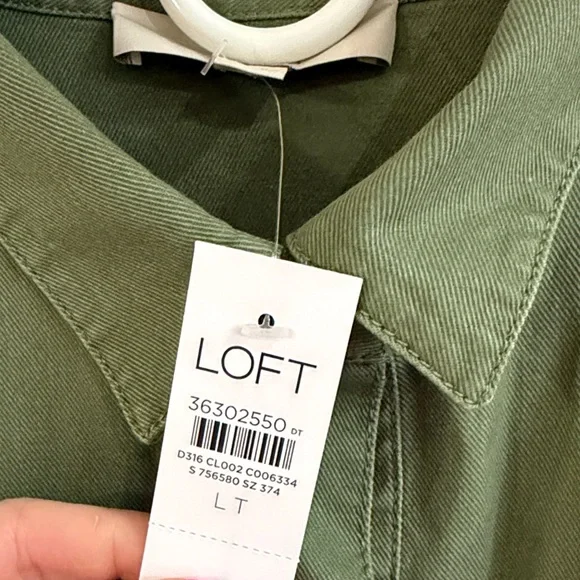 LOFT
36302550 DT
D316 CL002 C006334
S 756580 SZ 374
L T